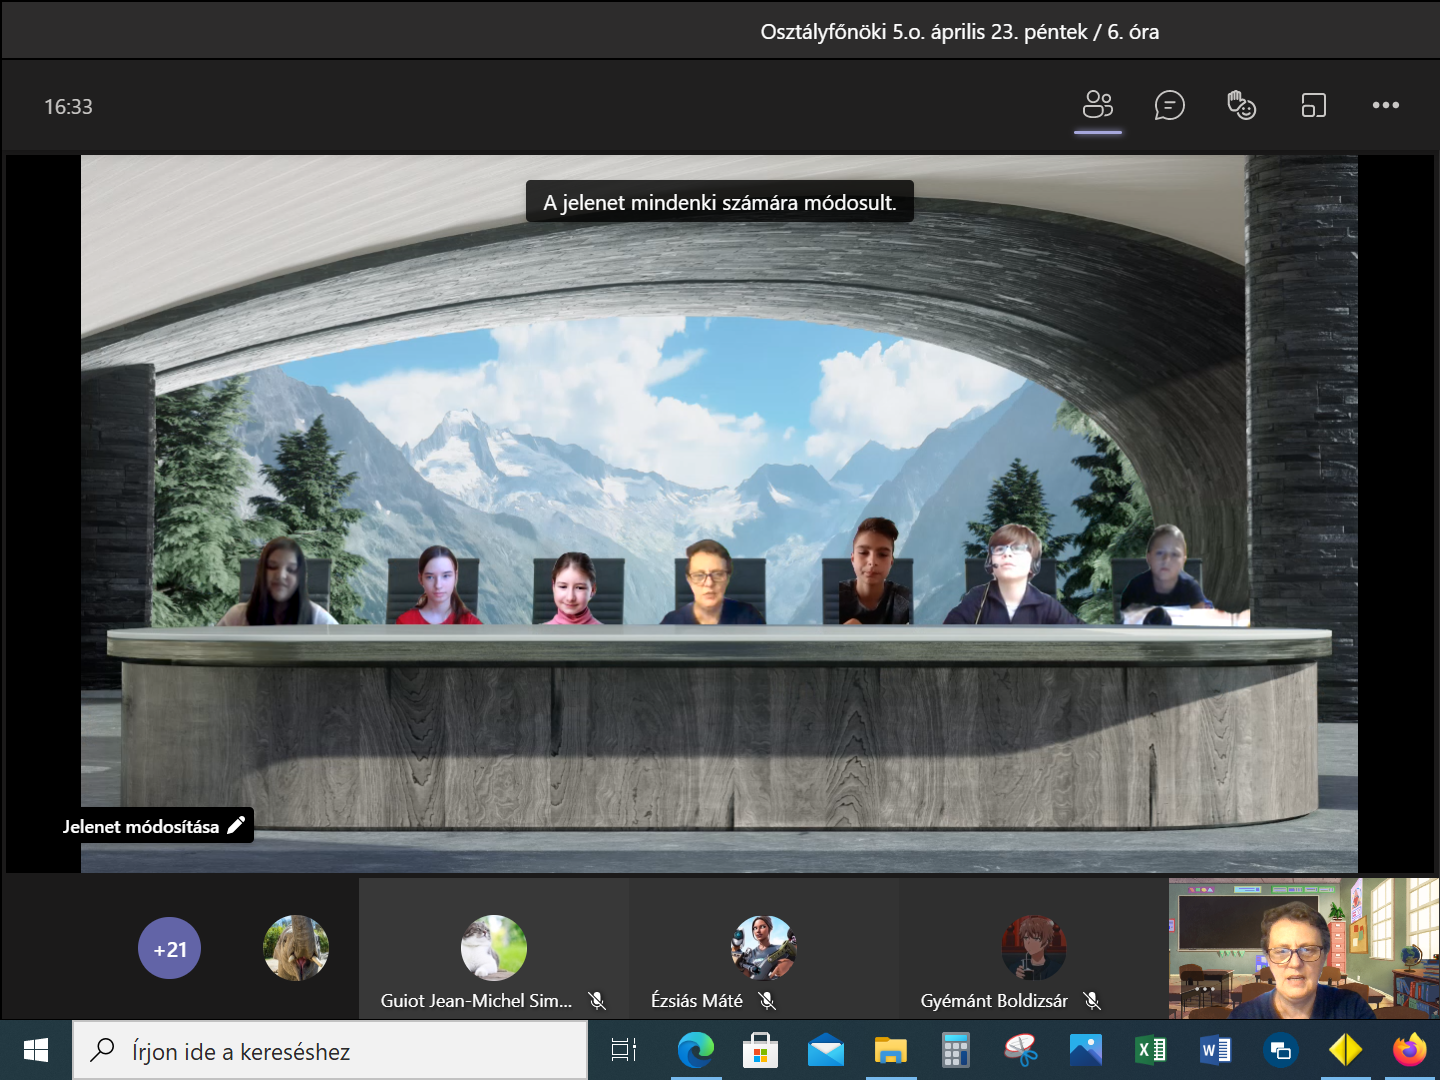 Osztályfőnöki 5.o. április 23. péntek / 6. óra
16:33
A jelenet mindenki számára módosult.
Jelenet módosítása
+21
Guiot Jean-Michel Sim...
Ézsiás Máté
Gyémánt Boldizsár
Írjon ide a kereséshez